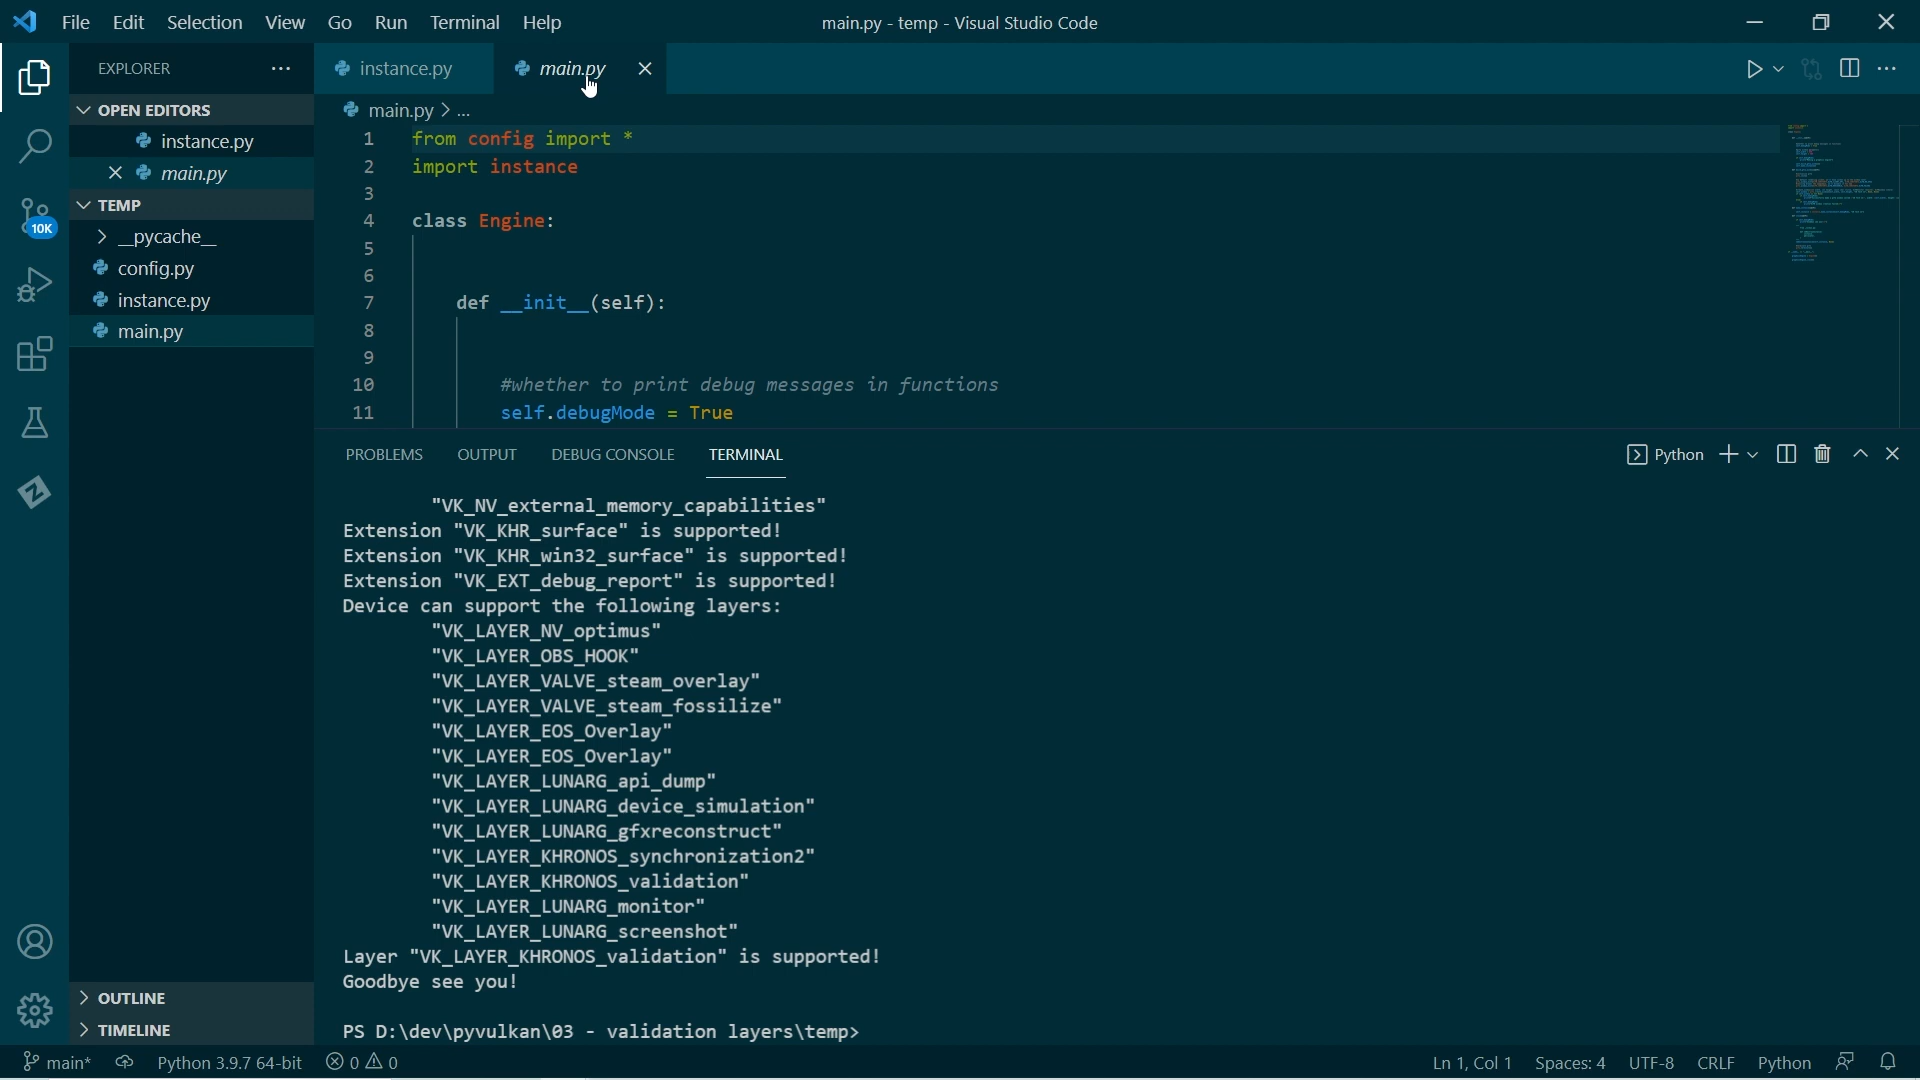 File Edit Selection View Go Run Terminal Help
main.py - temp - Visual Studio Code
EXPLORER
OPEN EDITORS
instance.py
main.py
TEMP
__pycache__
config.py
instance.py
main.py
OUTLINE
TIMELINE
10K
instance.py main.py
main.py > ...
1 from config import *
2 import instance
3
4 class Engine:
5
6
7 def __init__(self):
8
9
10 #whether to print debug messages in functions
11 self.debugMode = True
PROBLEMS OUTPUT DEBUG CONSOLE TERMINAL
Python
"VK_NV_external_memory_capabilities"
Extension "VK_KHR_surface" is supported!
Extension "VK_KHR_win32_surface" is supported!
Extension "VK_EXT_debug_report" is supported!
Device can support the following layers:
"VK_LAYER_NV_optimus"
"VK_LAYER_OBS_HOOK"
"VK_LAYER_VALVE_steam_overlay"
"VK_LAYER_VALVE_steam_fossilize"
"VK_LAYER_EOS_Overlay"
"VK_LAYER_EOS_Overlay"
"VK_LAYER_LUNARG_api_dump"
"VK_LAYER_LUNARG_device_simulation"
"VK_LAYER_LUNARG_gfxreconstruct"
"VK_LAYER_KHRONOS_synchronization2"
"VK_LAYER_KHRONOS_validation"
"VK_LAYER_LUNARG_monitor"
"VK_LAYER_LUNARG_screenshot"
Layer "VK_LAYER_KHRONOS_validation" is supported!
Goodbye see you!
PS D:\dev\pyvulkan\03 - validation layers\temp>
main* Python 3.9.7 64-bit 0 0
Ln 1, Col 1 Spaces: 4 UTF-8 CRLF Python